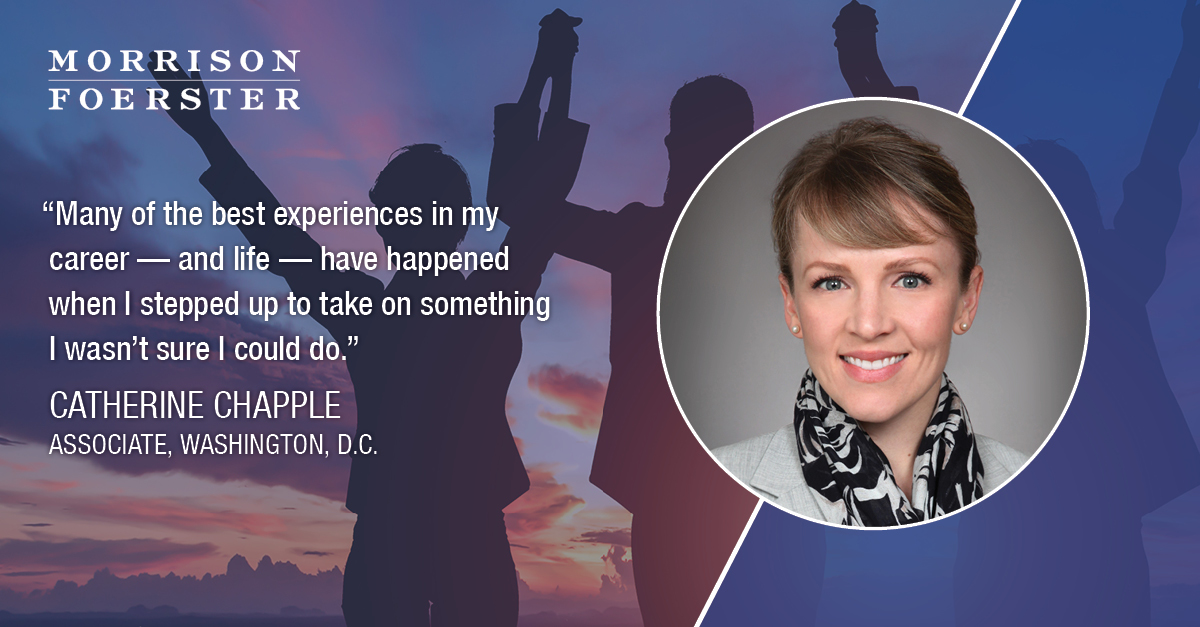 MORRISON
FOERSTER
“Many of the best experiences in my
career — and life — have happened
when I stepped up to take on something
I wasn’t sure I could do.”
CATHERINE CHAPPLE
ASSOCIATE, WASHINGTON, D.C.